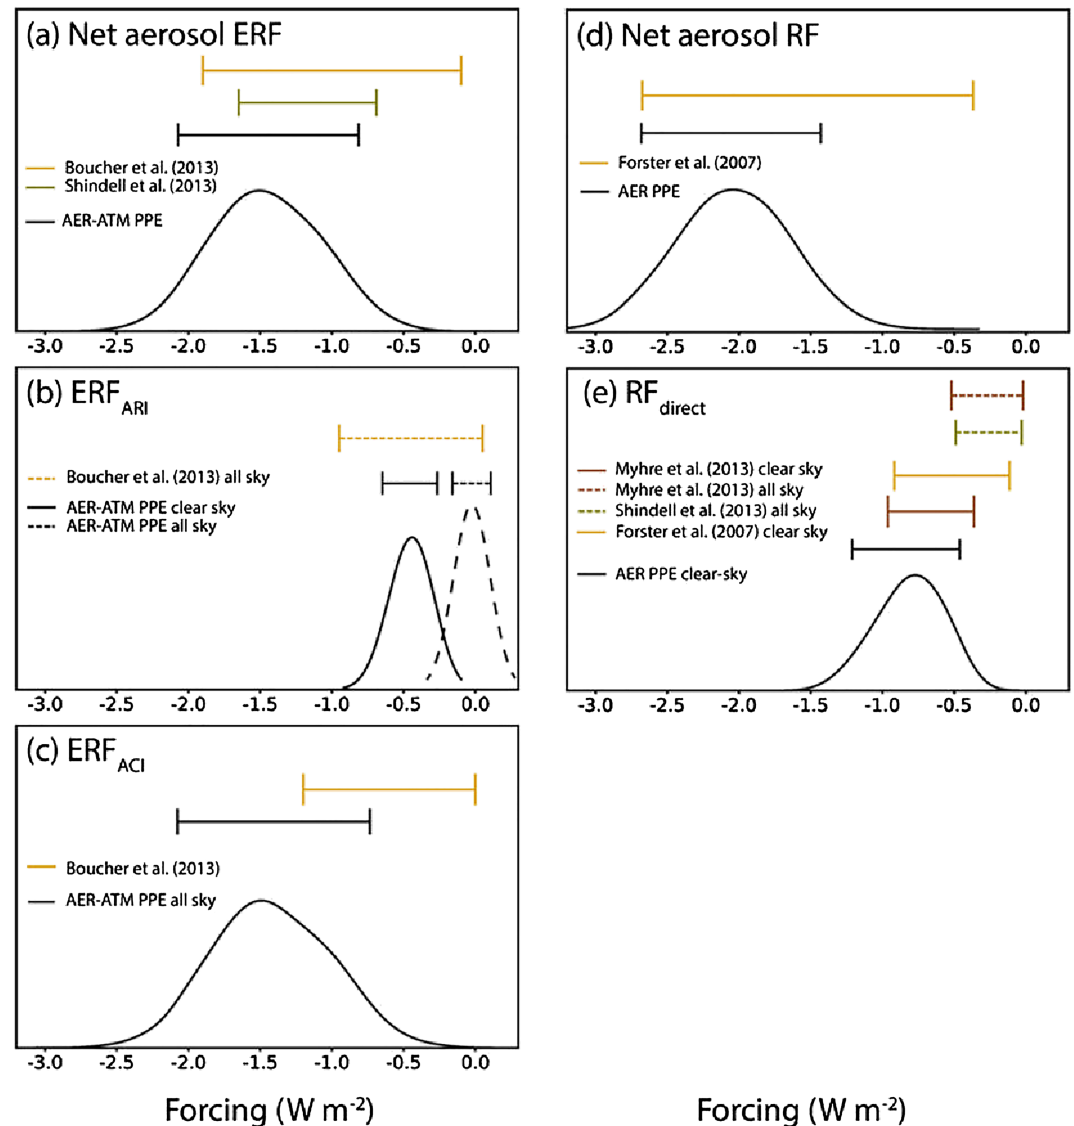 (a) Net aerosol ERF
Boucher et al. (2013)
Shindell et al. (2013)
AER-ATM PPE
-3.0 -2.5 -2.0 -1.5 -1.0 -0.5 0.0
(d) Net aerosol RF
Forster et al. (2007)
AER PPE
-3.0 -2.5 -2.0 -1.5 -1.0 -0.5 0.0
(b) ERF ARI
Boucher et al. (2013) all sky
AER-ATM PPE clear sky
AER-ATM PPE all sky
-3.0 -2.5 -2.0 -1.5 -1.0 -0.5 0.0
(e) RF direct
Myhre et al. (2013) clear sky
Myhre et al. (2013) all sky
Shindell et al. (2013) all sky
Forster et al. (2007) clear sky
AER PPE clear-sky
-3.0 -2.5 -2.0 -1.5 -1.0 -0.5 0.0
(c) ERF ACI
Boucher et al. (2013)
AER-ATM PPE all sky
-3.0 -2.5 -2.0 -1.5 -1.0 -0.5 0.0
Forcing (W m-2)
Forcing (W m-2)